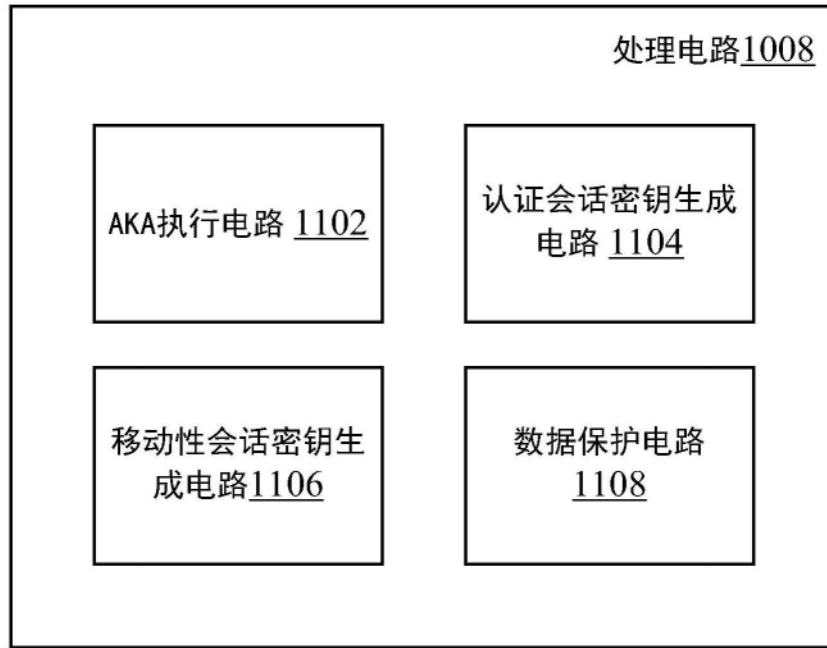 处理电路1008
AKA执行电路 1102
认证会话密钥生成
电路 1104
移动性会话密钥生
成电路1106
数据保护电路
1108